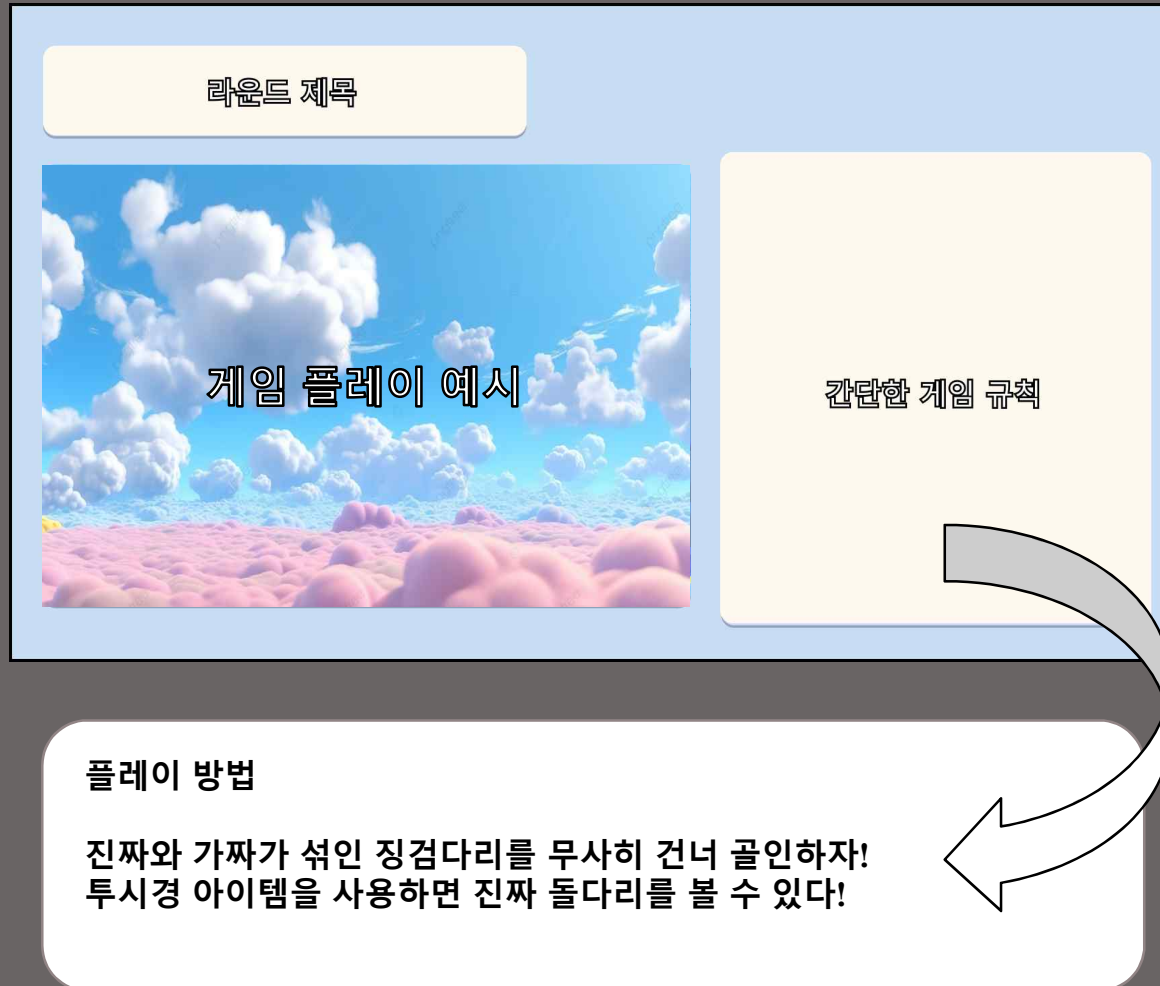 라운드 제목
게임 플레이 예시
간단한 게임 규칙
플레이 방법
진짜와 가짜가 섞인 징검다리를 무사히 건너 골인하자!
투시경 아이템을 사용하면 진짜 돌다리를 볼 수 있다!